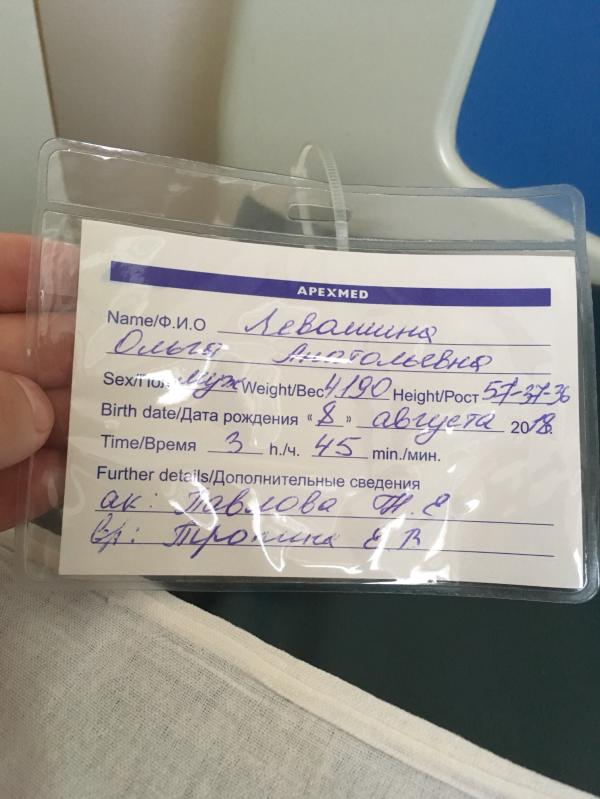 APEXMED
Name/Ф.И.О Левашина
Ольга Анатольевна
Sex/Пол муж Weight/Вес 4190 Height/Рост 57-37-36
Birth date/Дата рождения « 8 » августа 2018.
Time/Время 3 h./ч. 45 min./мин.
Further details/Дополнительные сведения
ак: Павлова Т. Е
вр: Тропина Е В